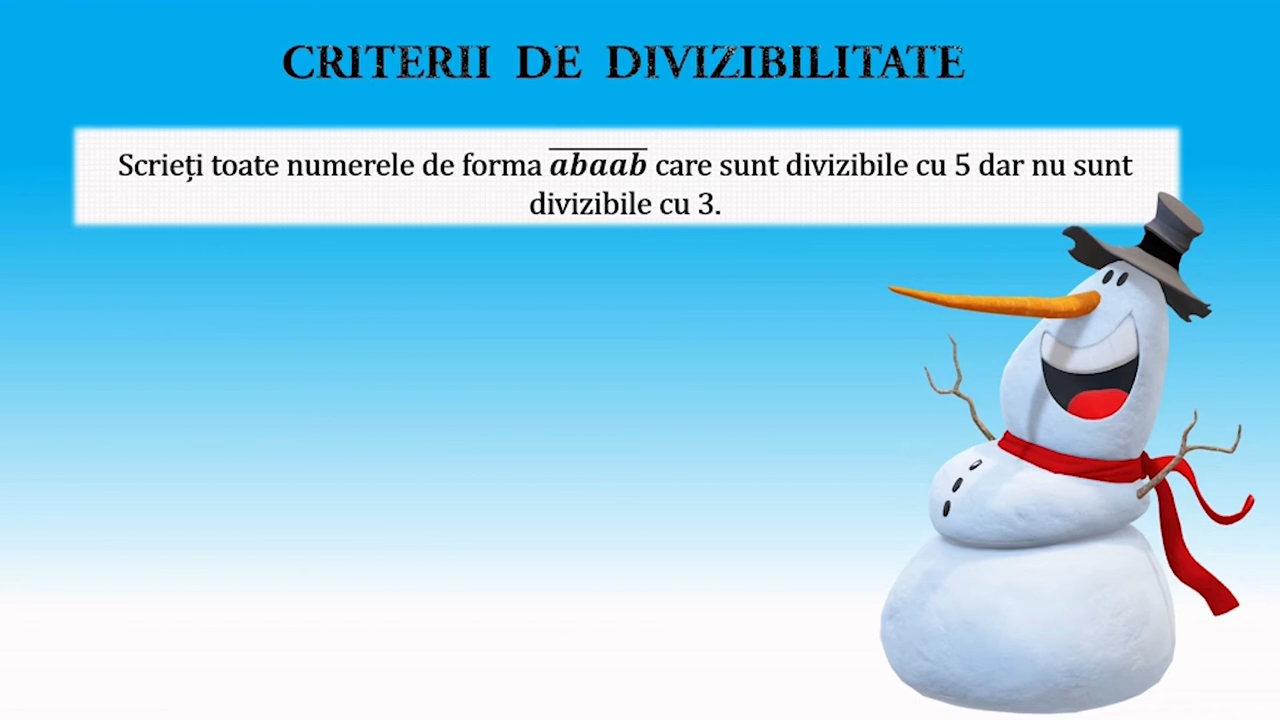 CRITERII DE DIVIZIBILITATE
Scrieți toate numerele de forma $\overline{abaab}$ care sunt divizibile cu 5 dar nu sunt
divizibile cu 3.